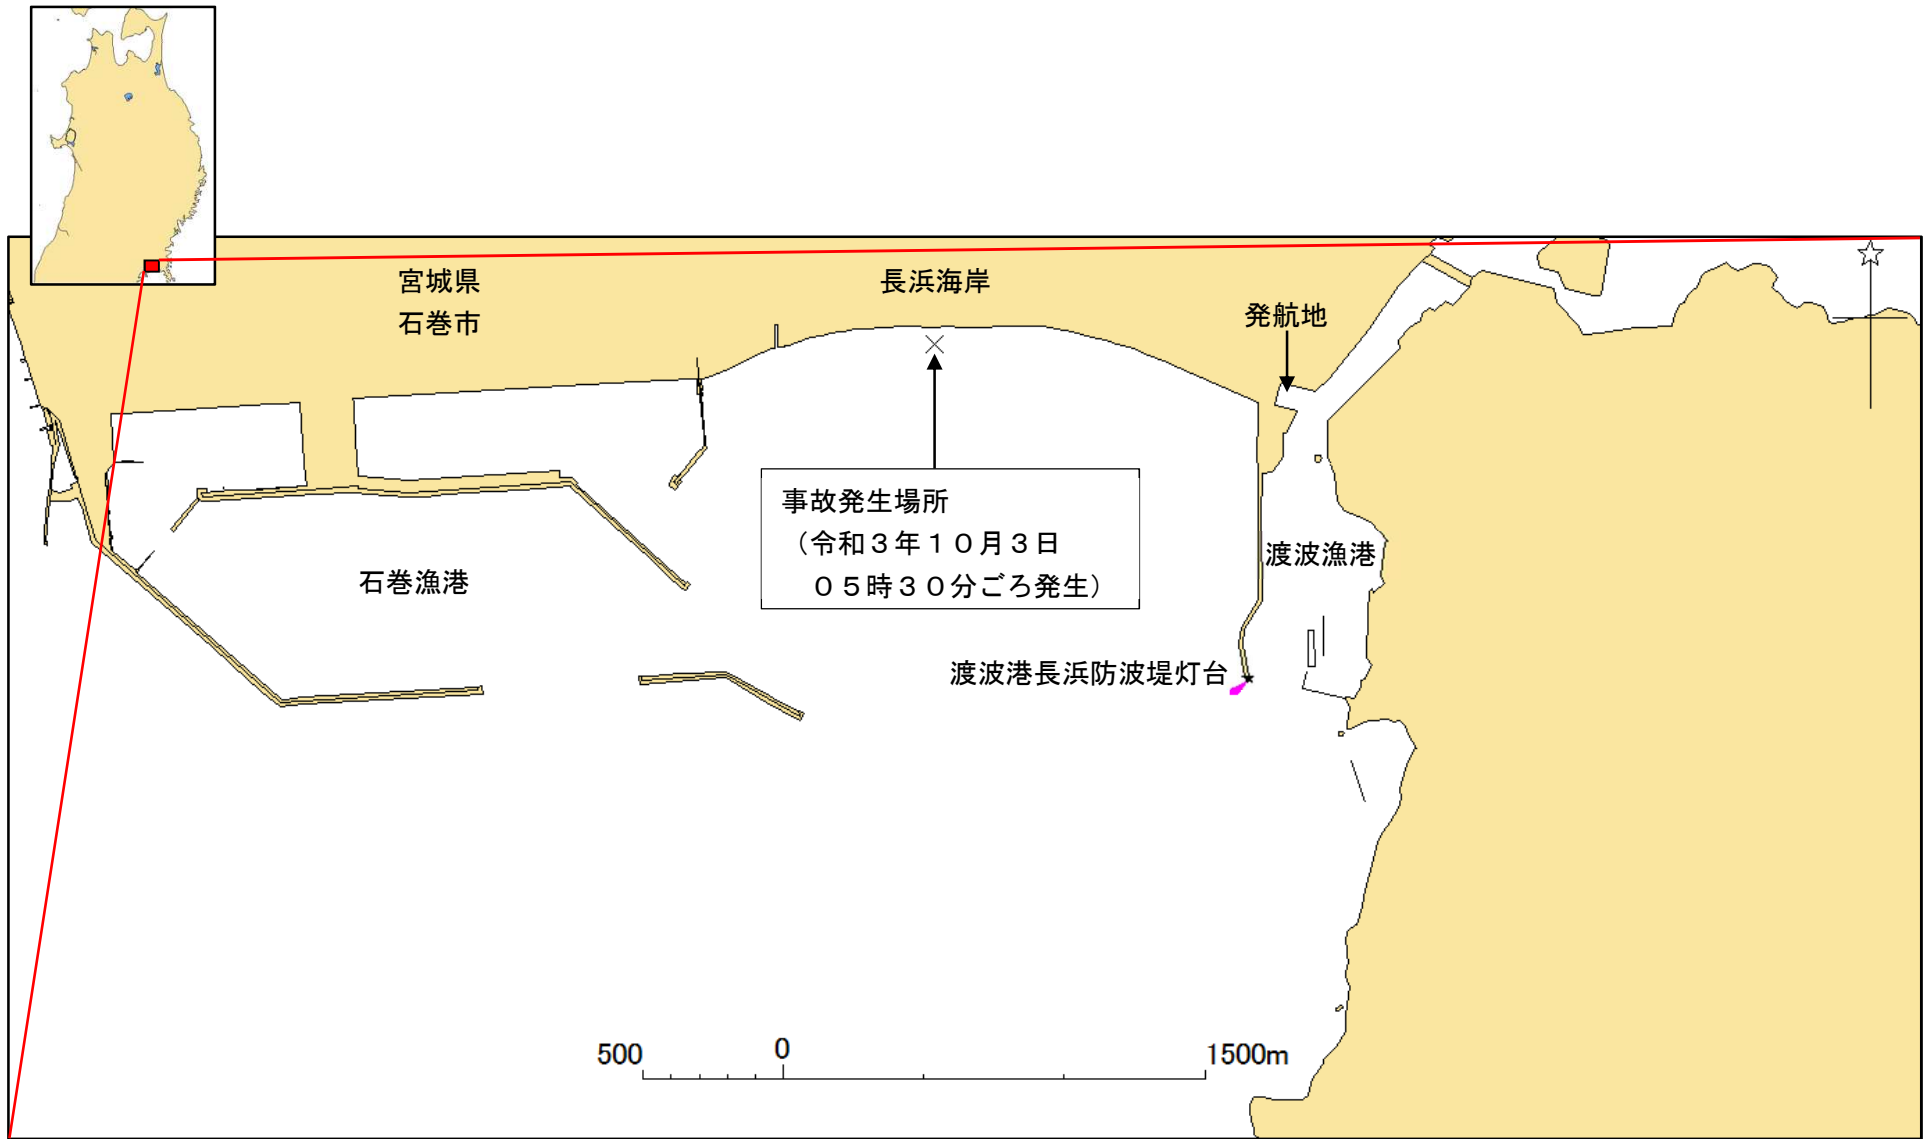 宮城県
石巻市
長浜海岸
発航地
事故発生場所
（令和３年１０月３日
０５時３０分ごろ発生）
渡波漁港
石巻漁港
渡波港長浜防波堤灯台
500 0 1500m